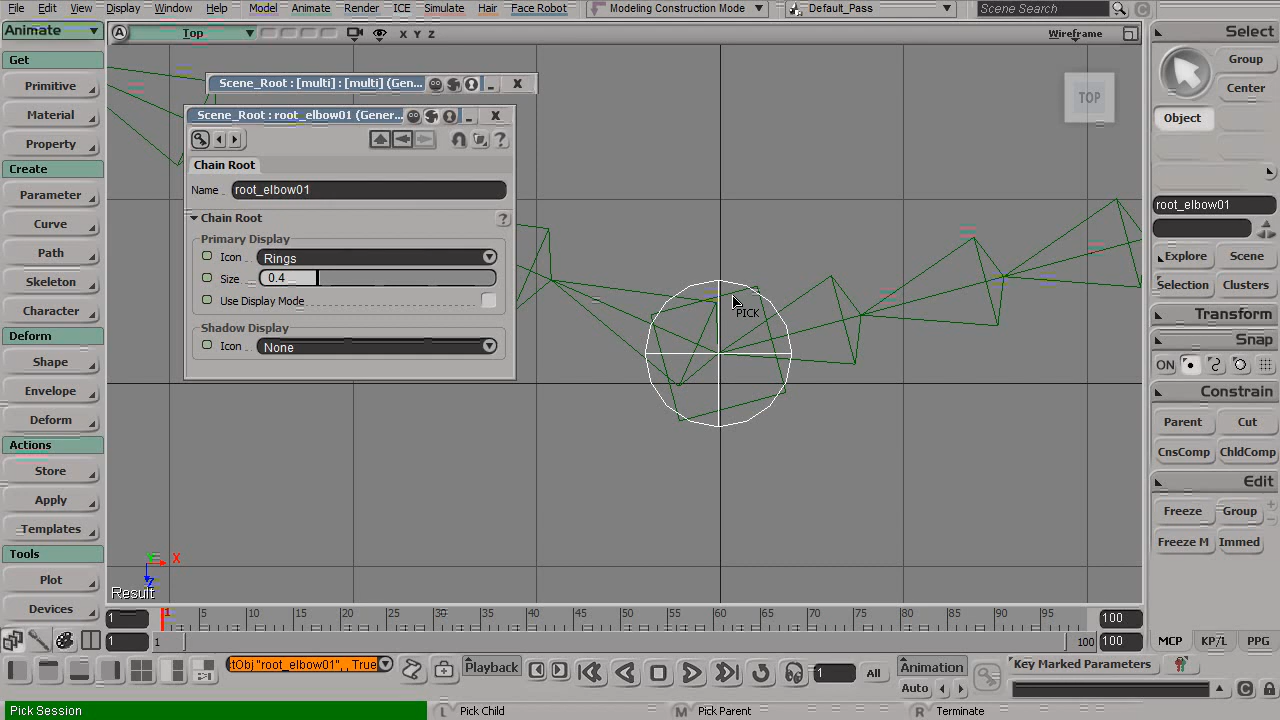 File Edit View Display Window Help Model Animate Render ICE Simulate Hair Face Robot Modeling Construction Mode Default_Pass Scene Search
Animate A Top X Y Z Wireframe Select
Get
Primitive
Material
Property
Create
Parameter
Curve
Path
Skeleton
Character
Deform
Shape
Envelope
Deform
Actions
Store
Apply
Templates
Tools
Plot
Devices
Scene_Root : [multi] : [multi] (Gen...
Scene_Root : root_elbow01 (Gener...
Chain Root
Name root_elbow01
Chain Root
Primary Display
Icon Rings
Size 0.4
Use Display Mode
Shadow Display
Icon None
PICK
TOP
X
Z
Result
Group
Center
Object
root_elbow01
Explore Scene
Selection Clusters
Transform
Snap
ON
Constrain
Parent Cut
CnsComp ChldComp
Edit
Freeze Group
Freeze M Immed
MCP KP/L PPG
1 1 5 10 15 20 25 30 35 40 45 50 55 60 65 70 75 80 85 90 95 100
1 1 100 100
tObj "root_elbow01", , True Playback 1 All Animation Key Marked Parameters
Auto
Pick Session L Pick Child M Pick Parent R Terminate